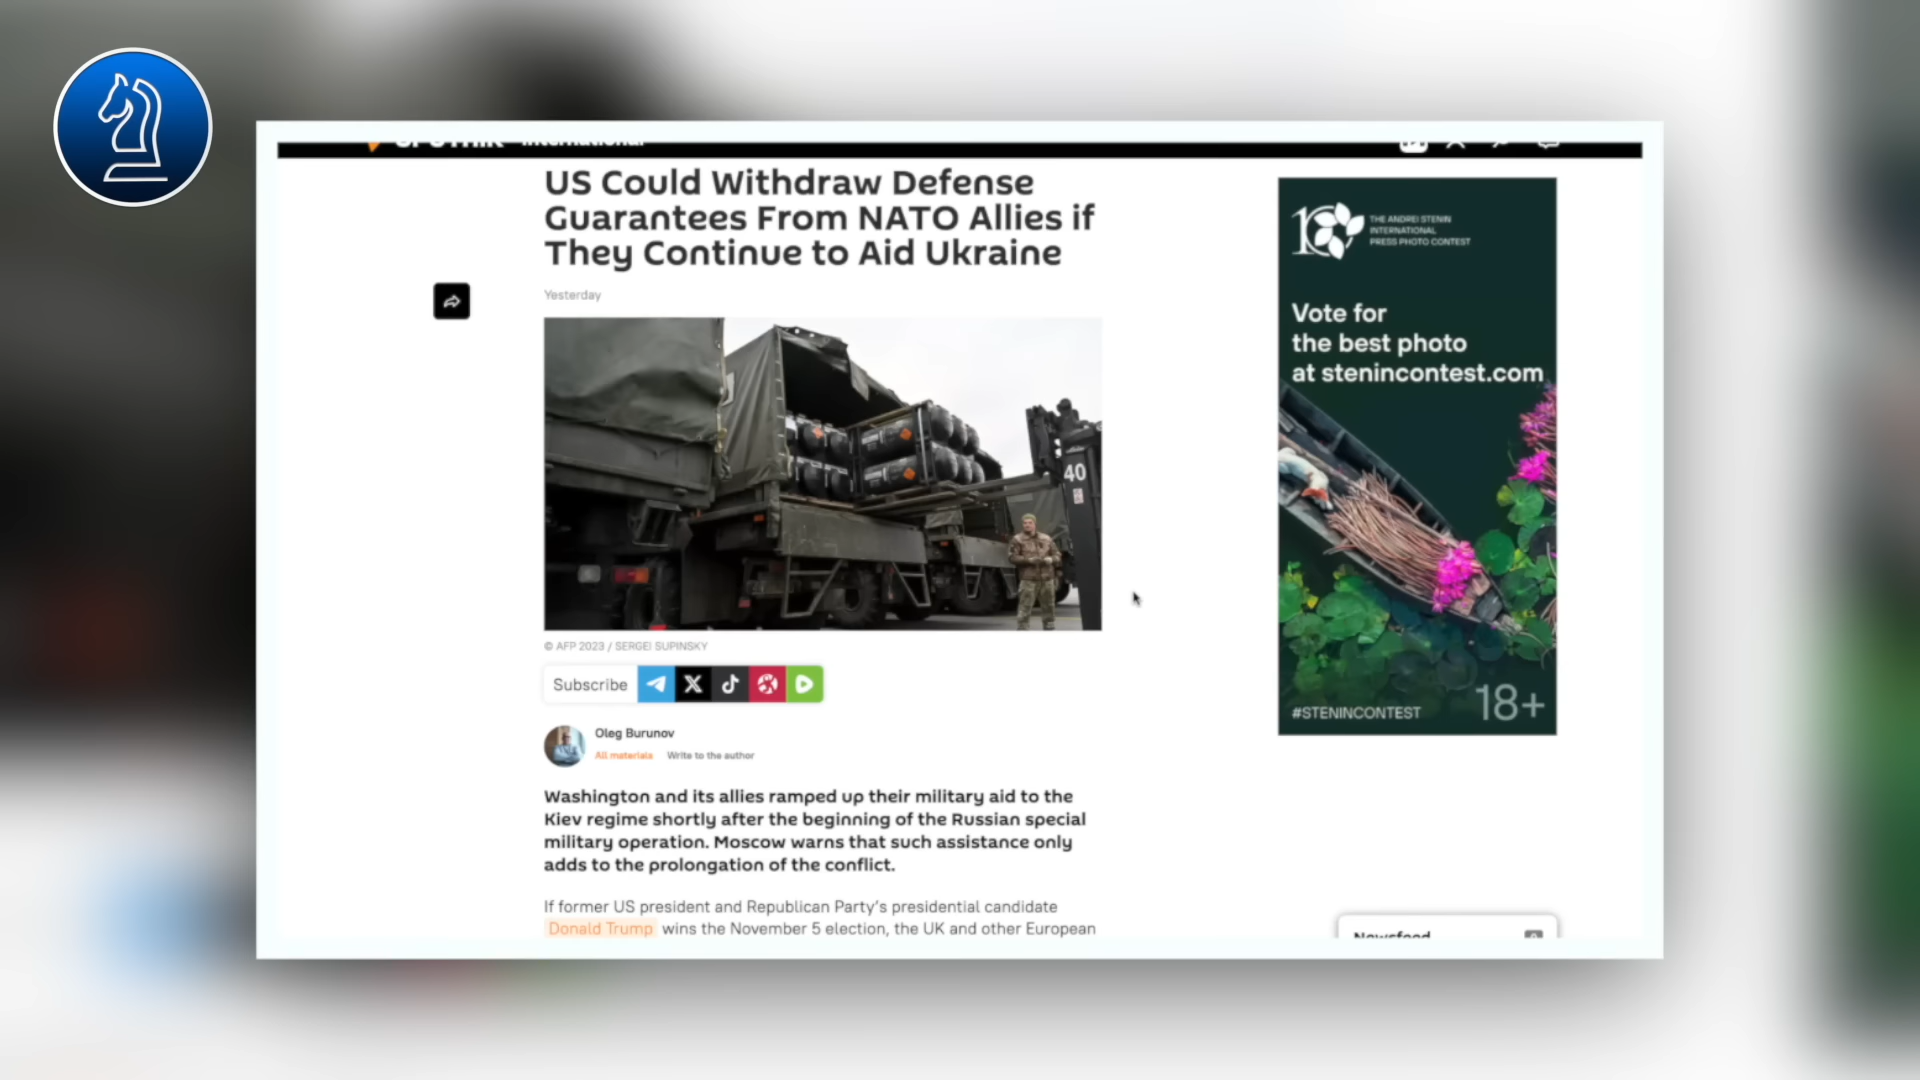 SPUTNIK International
US Could Withdraw Defense
Guarantees From NATO Allies if
They Continue to Aid Ukraine
Yesterday
40
© AFP 2023 / SERGEI SUPINSKY
Subscribe
Oleg Burunov
All materials Write to the author
Washington and its allies ramped up their military aid to the
Kiev regime shortly after the beginning of the Russian special
military operation. Moscow warns that such assistance only
adds to the prolongation of the conflict.
If former US president and Republican Party's presidential candidate
Donald Trump wins the November 5 election, the UK and other European
10
THE ANDREI STENIN
INTERNATIONAL
PRESS PHOTO CONTEST
Vote for
the best photo
at stenincontest.com
#STENINCONTEST 18+
Newsfeed